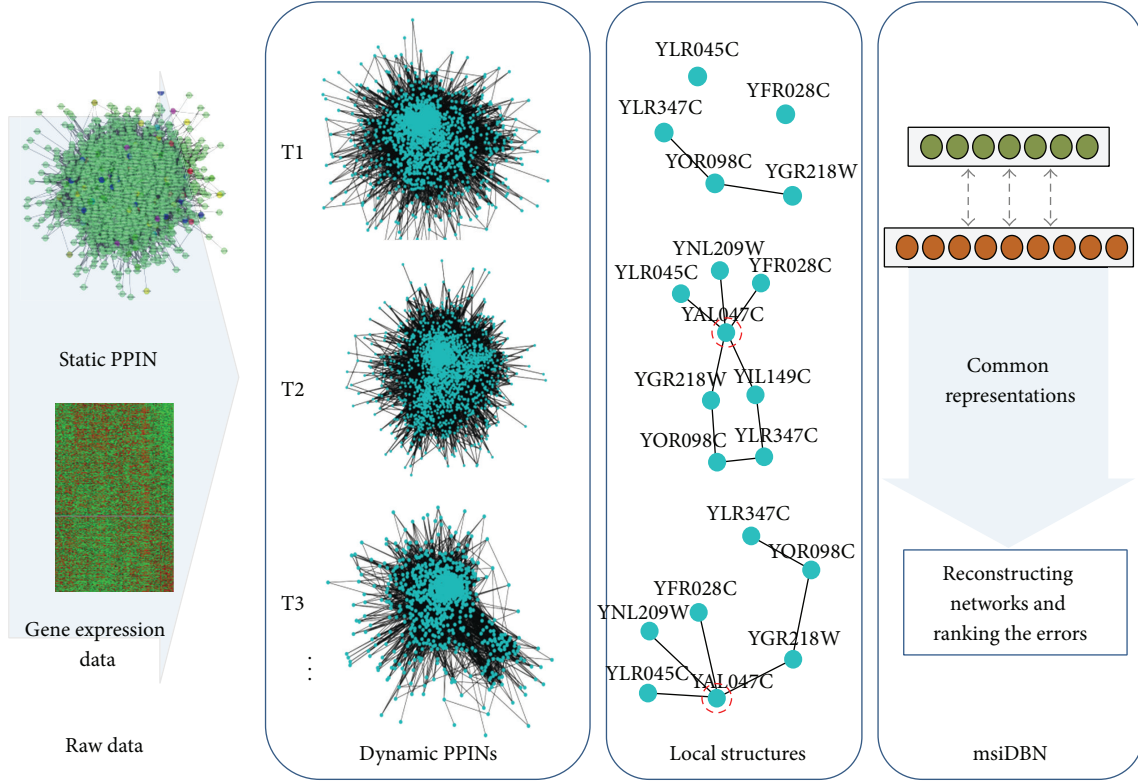 Static PPIN
Gene expression
data
Raw data
T1
T2
T3
⋮
Dynamic PPINs
YLR045C
YFR028C
YLR347C
YOR098C
YGR218W
YNL209W
YLR045C
YFR028C
YAL047C
YGR218W
YIL149C
YOR098C
YLR347C
YLR347C
YOR098C
YFR028C
YNL209W
YGR218W
YLR045C
YAL047C
Local structures
Common
representations
Reconstructing
networks and
ranking the errors
msiDBN